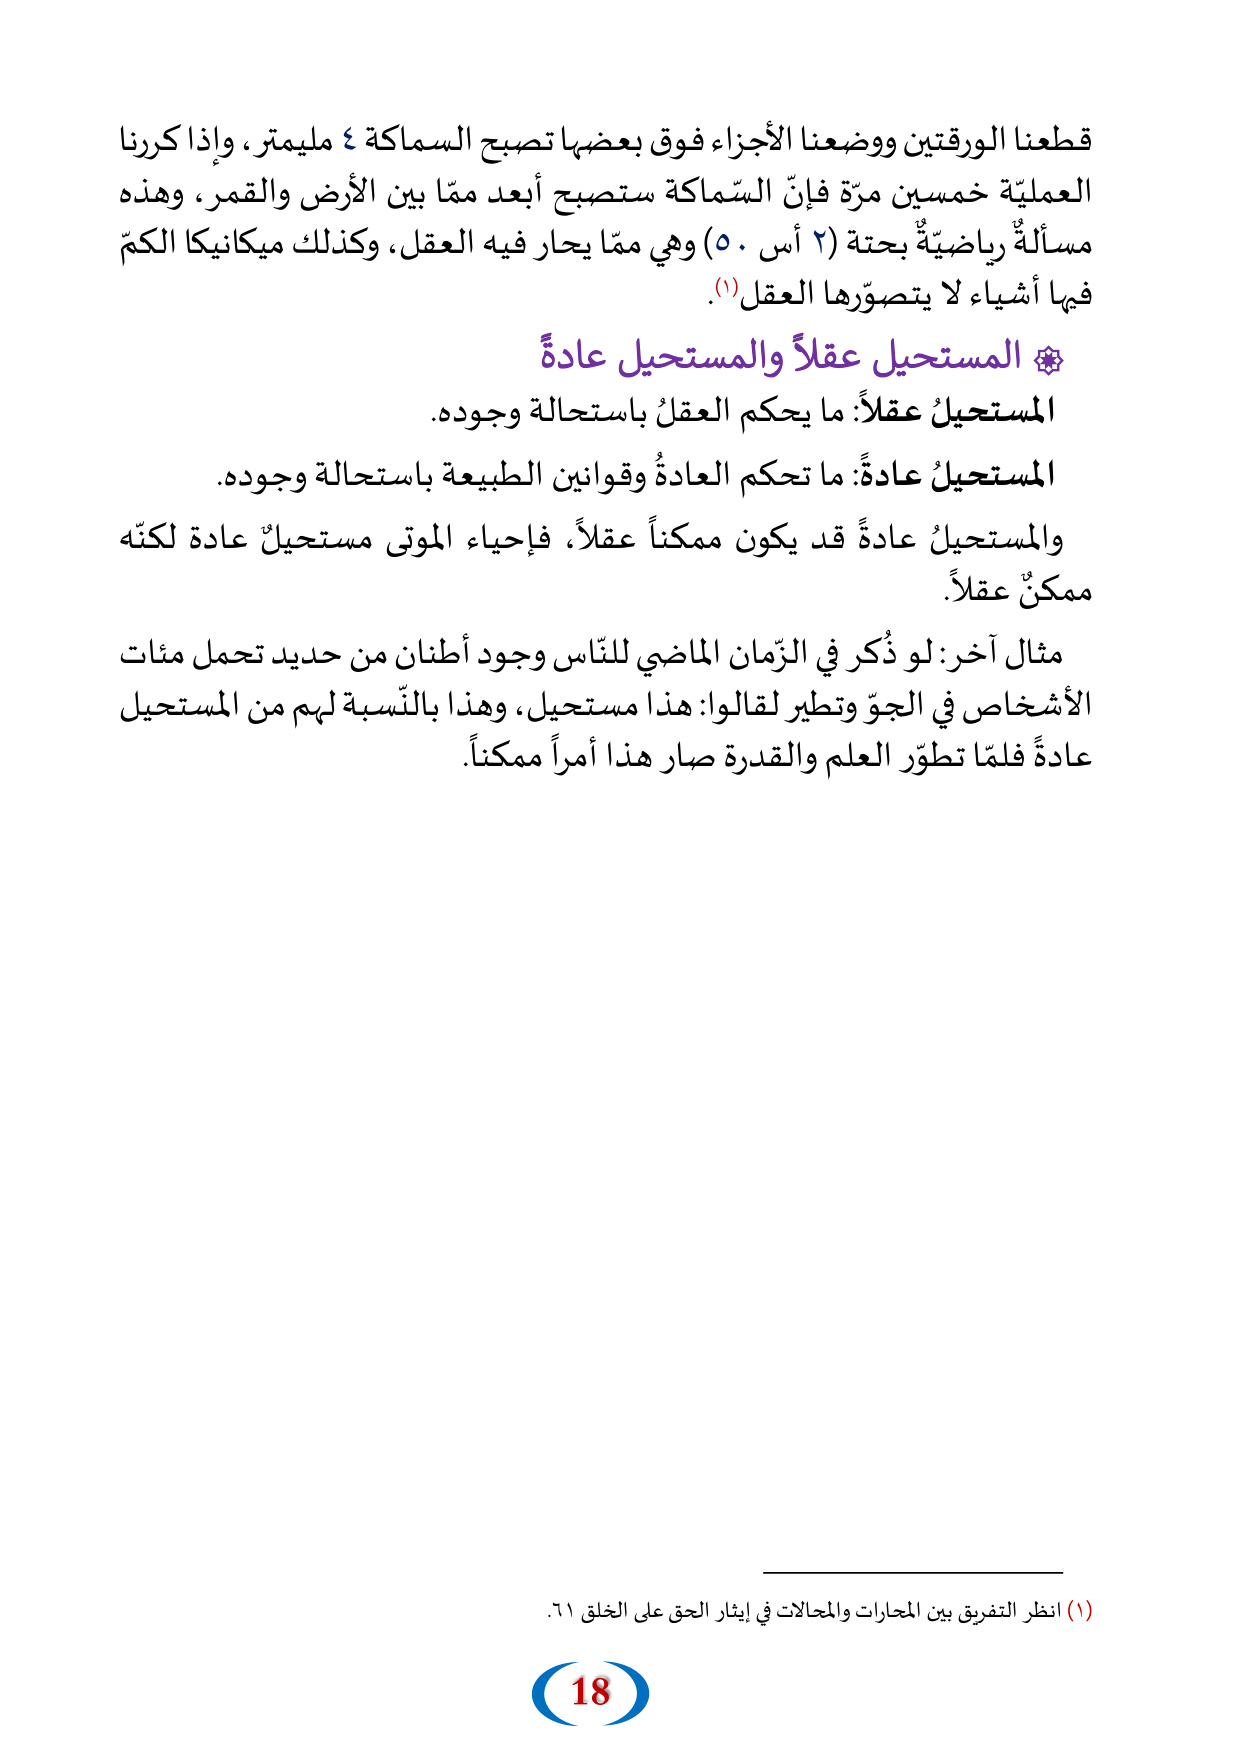 قطعنا الورقتين ووضعنا الأجزاء فوق بعضها تصبح السماكة ٤ مليمتر، وإذا كررنا
العمليّة خمسين مرّة فإنّ السّماكة ستصبح أبعد ممّا بين الأرض والقمر، وهذه
مسألةٌ رياضيّةٌ بحتة (٢ أس ٥٠) وهي ممّا يحار فيه العقل، وكذلك ميكانيكا الكمّ
فيها أشياء لا يتصوّرها العقل(١).
۞ المستحيل عقلاً والمستحيل عادةً
المستحيلُ عقلاً: ما يحكم العقلُ باستحالة وجوده.
المستحيلُ عادةً: ما تحكم العادةُ وقوانين الطبيعة باستحالة وجوده.
والمستحيلُ عادةً قد يكون ممكناً عقلاً، فإحياء الموتى مستحيلٌ عادة لكنّه
ممكنٌ عقلاً.
مثال آخر: لو ذُكر في الزّمان الماضي للنّاس وجود أطنان من حديد تحمل مئات
الأشخاص في الجوّ وتطير لقالوا: هذا مستحيل، وهذا بالنّسبة لهم من المستحيل
عادةً فلمّا تطوّر العلم والقدرة صار هذا أمراً ممكناً.
(١) انظر التفريق بين المحارات والمحالات في إيثار الحق على الخلق ٦١.
18